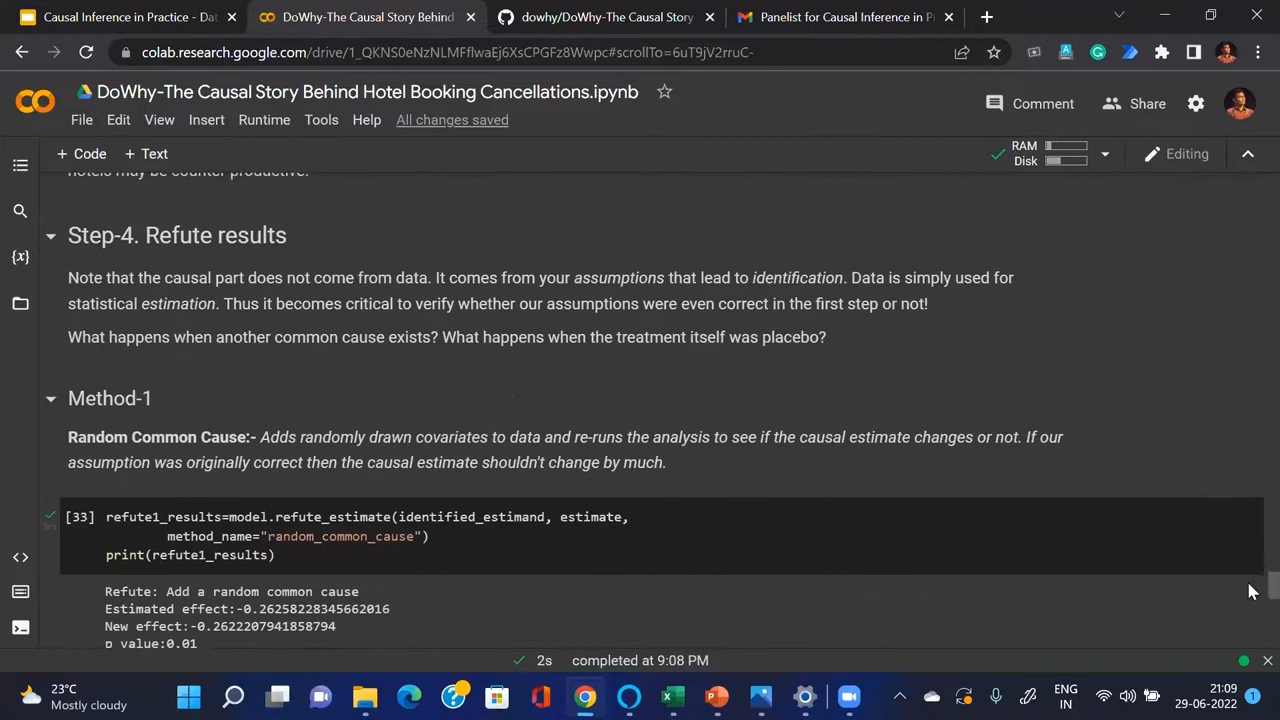 Causal Inference in Practice - Dat
DoWhy-The Causal Story Behind
dowhy/DoWhy-The Causal Story
Panelist for Causal Inference in P
colab.research.google.com/drive/1_QKNS0eNzNLMFflwaEj6XsCPGFz8Wwpc#scrollTo=6uT9jV2rruC-
DoWhy-The Causal Story Behind Hotel Booking Cancellations.ipynb
Comment
Share
File Edit View Insert Runtime Tools Help All changes saved
+ Code + Text
RAM
Disk
Editing
hotels may be counter productive.
Step-4. Refute results
Note that the causal part does not come from data. It comes from your assumptions that lead to identification. Data is simply used for
statistical estimation. Thus it becomes critical to verify whether our assumptions were even correct in the first step or not!
What happens when another common cause exists? What happens when the treatment itself was placebo?
Method-1
Random Common Cause:- Adds randomly drawn covariates to data and re-runs the analysis to see if the causal estimate changes or not. If our
assumption was originally correct then the causal estimate shouldn't change by much.
[33] refute1_results=model.refute_estimate(identified_estimand, estimate,
method_name="random_common_cause")
print(refute1_results)
Refute: Add a random common cause
Estimated effect:-0.26258228345662016
New effect:-0.2622207941858794
p value:0.01
2s completed at 9:08 PM
23°C
Mostly cloudy
ENG
IN
21:09
29-06-2022